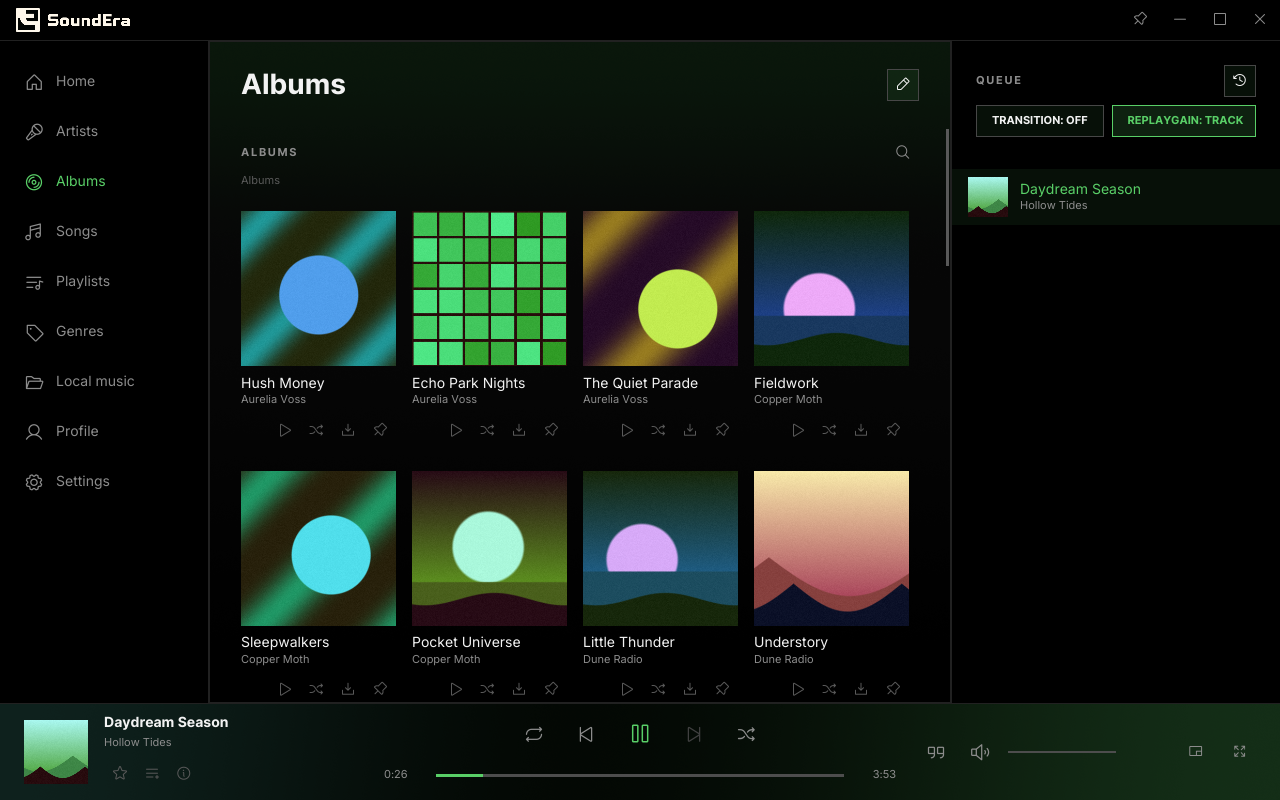 SoundEra
Home
Artists
Albums
Songs
Playlists
Genres
Local music
Profile
Settings
Albums
ALBUMS
Albums
Hush Money
Aurelia Voss
Echo Park Nights
Aurelia Voss
The Quiet Parade
Aurelia Voss
Fieldwork
Copper Moth
Sleepwalkers
Copper Moth
Pocket Universe
Copper Moth
Little Thunder
Dune Radio
Understory
Dune Radio
QUEUE
TRANSITION: OFF
REPLAYGAIN: TRACK
Daydream Season
Hollow Tides
Daydream Season
Hollow Tides
0:26
3:53